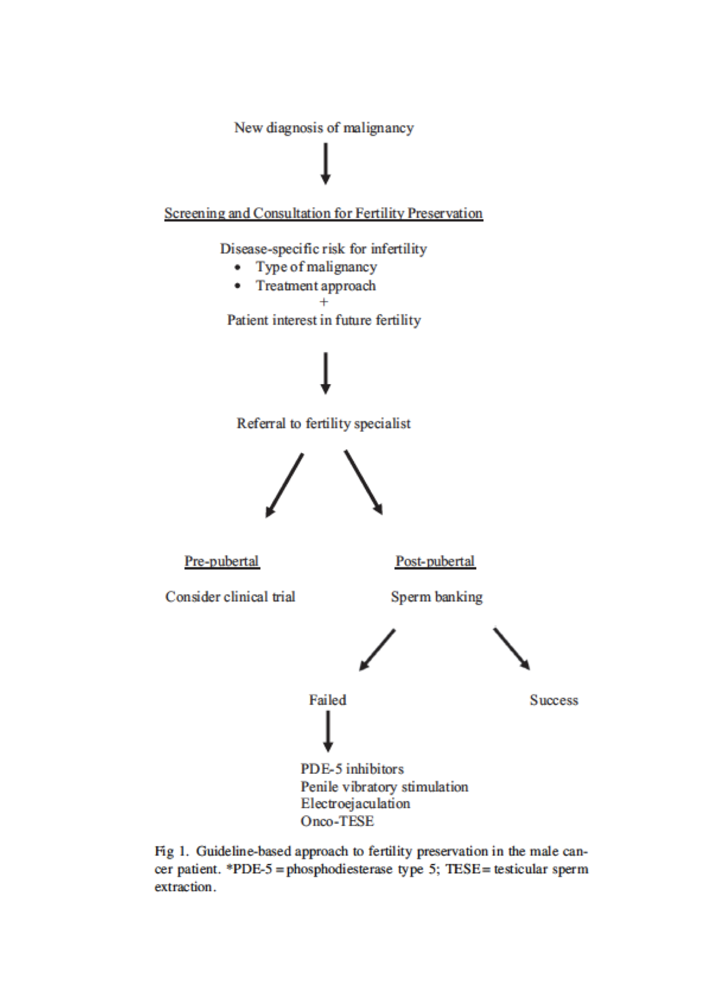 New diagnosis of malignancy
Screening and Consultation for Fertility Preservation
Disease-specific risk for infertility
• Type of malignancy
• Treatment approach
+
Patient interest in future fertility
Referral to fertility specialist
Pre-pubertal
Consider clinical trial
Post-pubertal
Sperm banking
Failed
Success
PDE-5 inhibitors
Penile vibratory stimulation
Electroejaculation
Onco-TESE
Fig 1. Guideline-based approach to fertility preservation in the male can-
cer patient. *PDE-5 = phosphodiesterase type 5; TESE= testicular sperm
extraction.